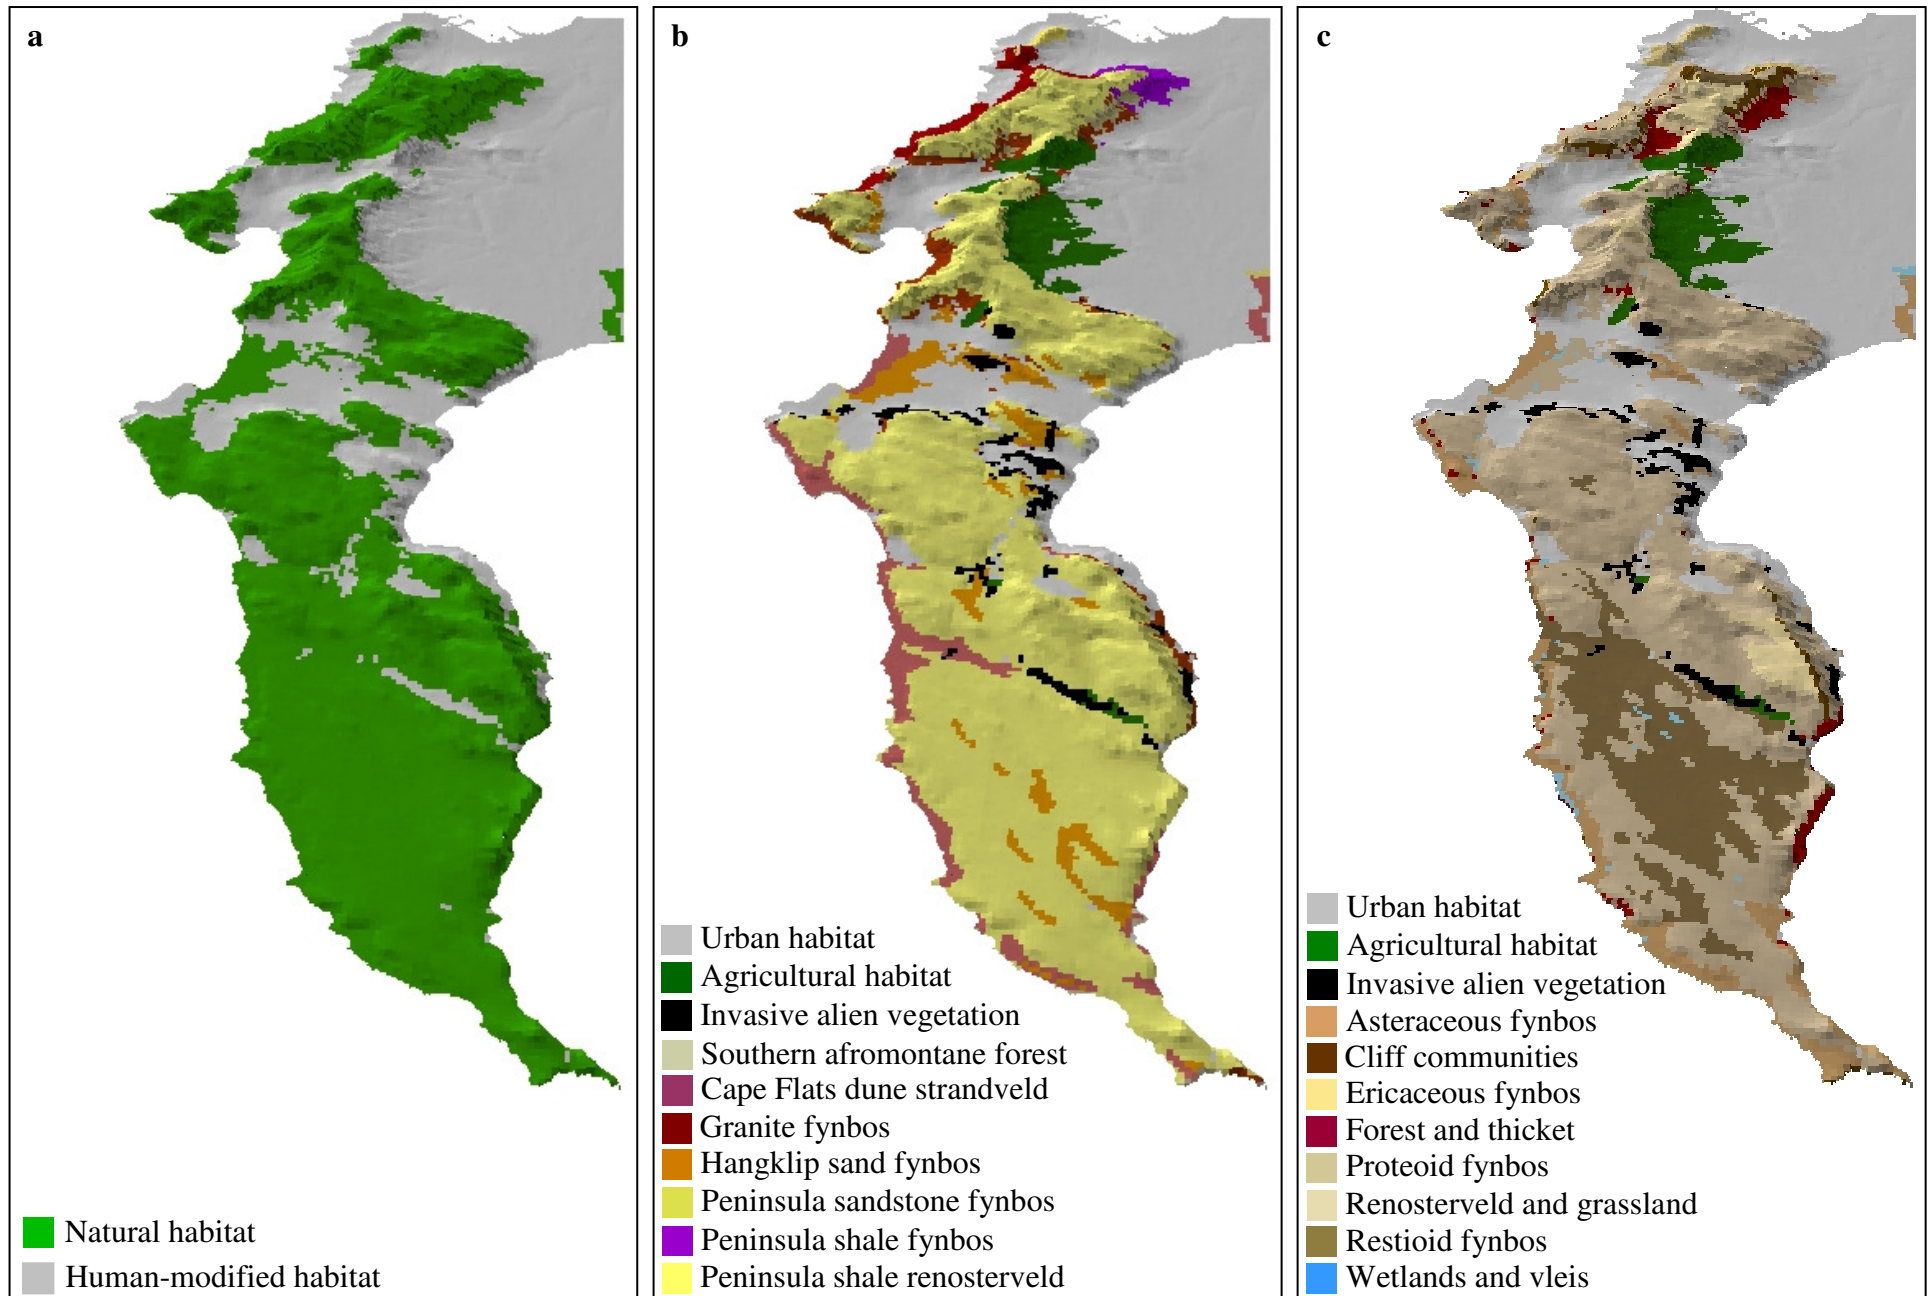 a
Natural habitat
Human-modified habitat
b
Urban habitat
Agricultural habitat
Invasive alien vegetation
Southern afromontane forest
Cape Flats dune strandveld
Granite fynbos
Hangklip sand fynbos
Peninsula sandstone fynbos
Peninsula shale fynbos
Peninsula shale renosterveld
c
Urban habitat
Agricultural habitat
Invasive alien vegetation
Asteraceous fynbos
Cliff communities
Ericaceous fynbos
Forest and thicket
Proteoid fynbos
Renosterveld and grassland
Restioid fynbos
Wetlands and vleis